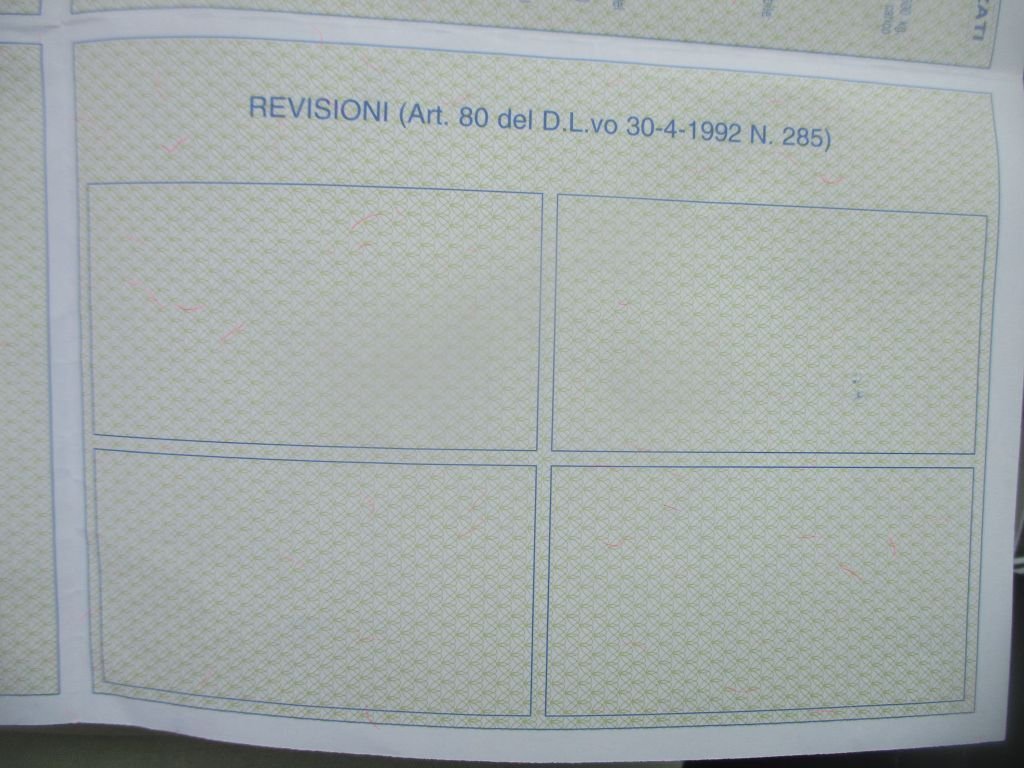 REVISIONI (Art. 80 del D.L.vo 30-4-1992 N. 285)